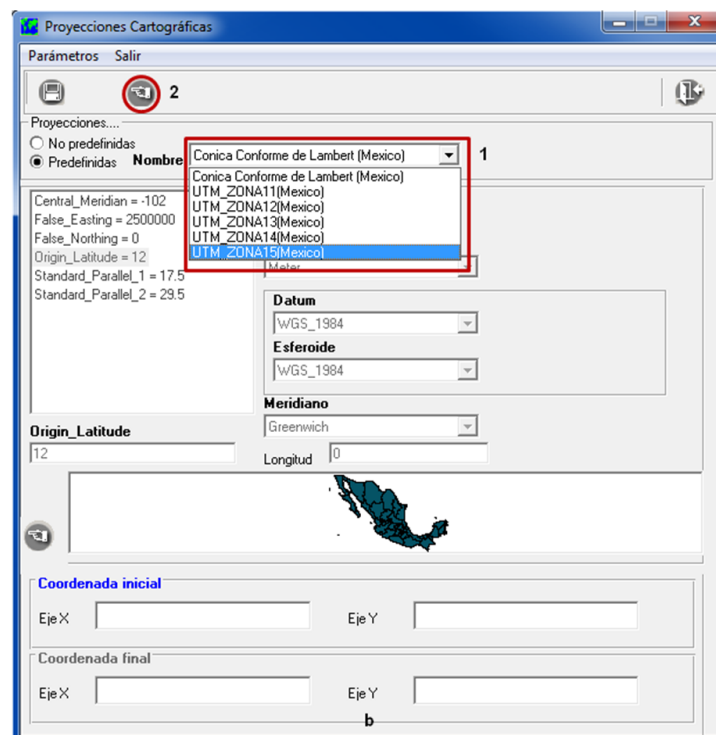 Proyecciones Cartográficas
Parámetros Salir
2
Proyecciones....
No predefinidas
Predefinidas Nombre Conica Conforme de Lambert (Mexico) 1
Conica Conforme de Lambert (Mexico)
UTM_ZONA11(Mexico)
UTM_ZONA12(Mexico)
UTM_ZONA13(Mexico)
UTM_ZONA14(Mexico)
UTM_ZONA15(Mexico)
Central_Meridian = -102
False_Easting = 2500000
False_Northing = 0
Origin_Latitude = 12
Standard_Parallel_1 = 17.5
Standard_Parallel_2 = 29.5
Meter
Datum
WGS_1984
Esferoide
WGS_1984
Meridiano
Greenwich
Origin_Latitude
12
Longitud 0
Coordenada inicial
Eje X Eje Y
Coordenada final
Eje X Eje Y
b